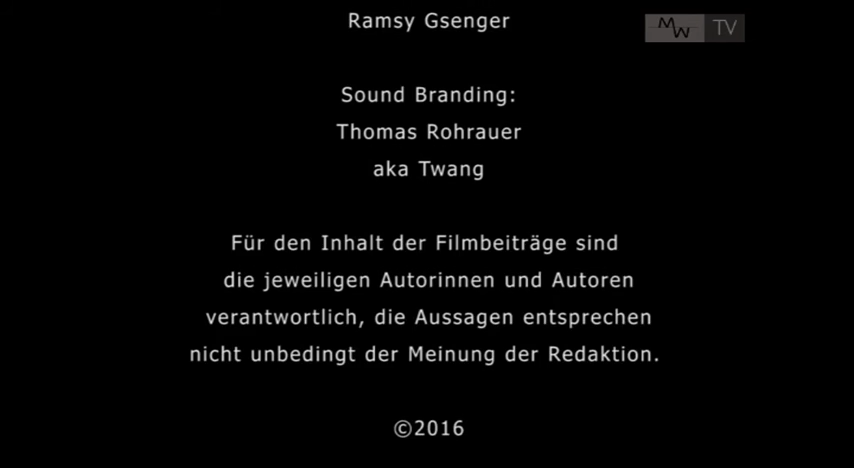 Ramsy Gsenger
MW TV
Sound Branding:
Thomas Rohrauer
aka Twang
Für den Inhalt der Filmbeiträge sind
die jeweiligen Autorinnen und Autoren
verantwortlich, die Aussagen entsprechen
nicht unbedingt der Meinung der Redaktion.
©2016